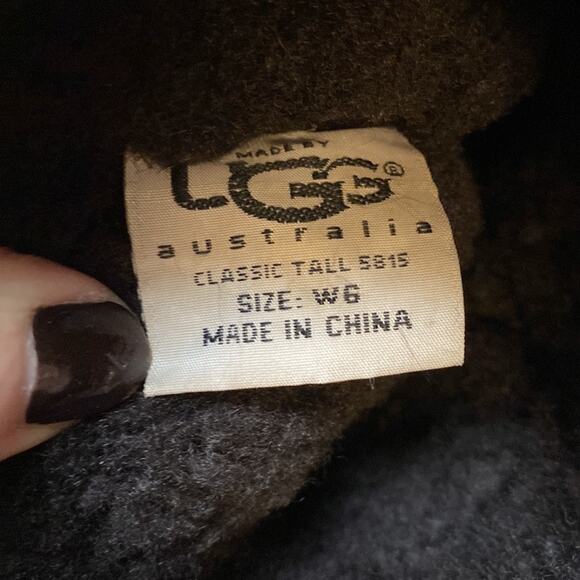 MADE BY
UGG®
australia
CLASSIC TALL 5815
SIZE: W6
MADE IN CHINA